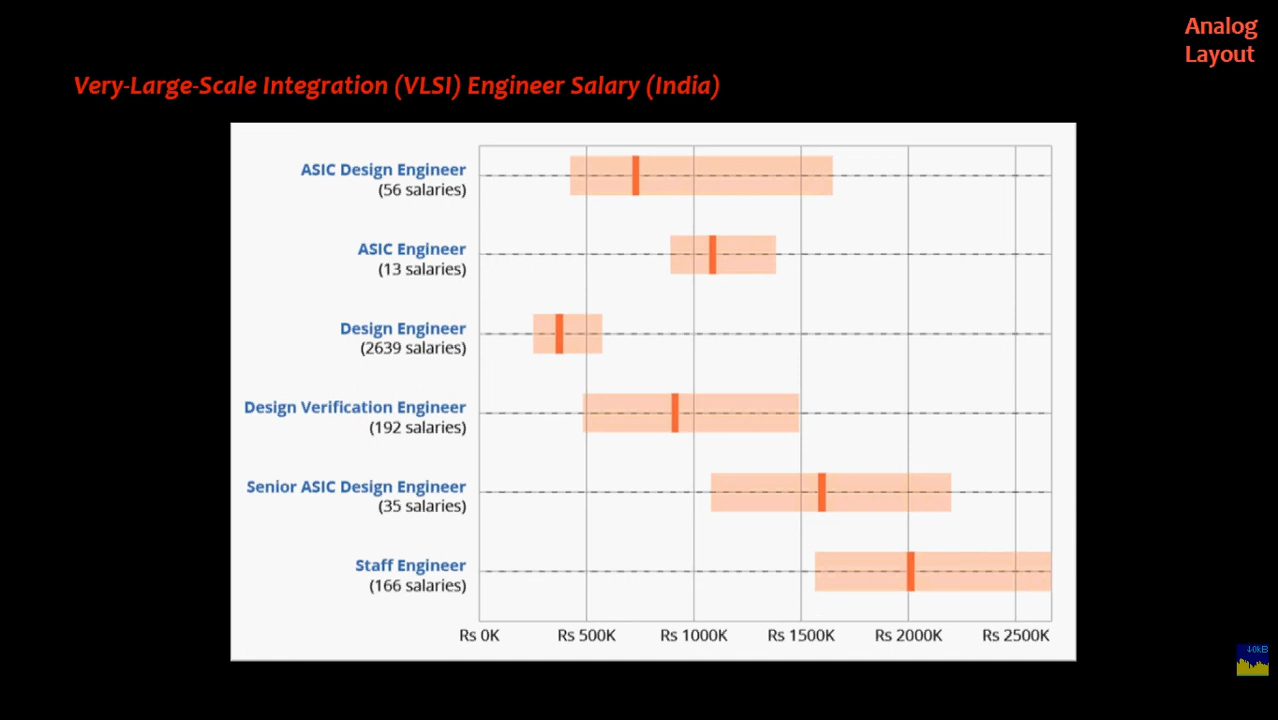 Analog
Layout
Very-Large-Scale Integration (VLSI) Engineer Salary (India)
ASIC Design Engineer
(56 salaries)
ASIC Engineer
(13 salaries)
Design Engineer
(2639 salaries)
Design Verification Engineer
(192 salaries)
Senior ASIC Design Engineer
(35 salaries)
Staff Engineer
(166 salaries)
Rs 0K Rs 500K Rs 1000K Rs 1500K Rs 2000K Rs 2500K